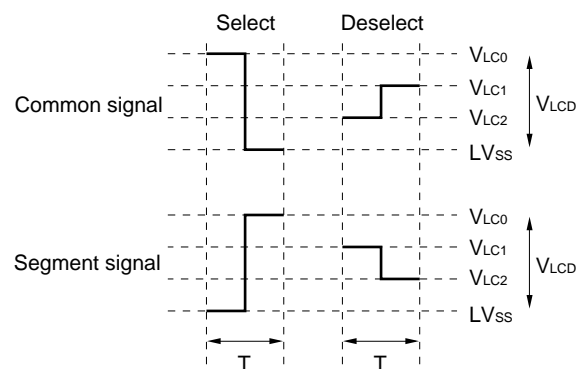 Select Deselect
Common signal
VLC0
VLC1
VLC2
LVSS
VLCD
Segment signal
VLC0
VLC1
VLC2
LVSS
VLCD
T T